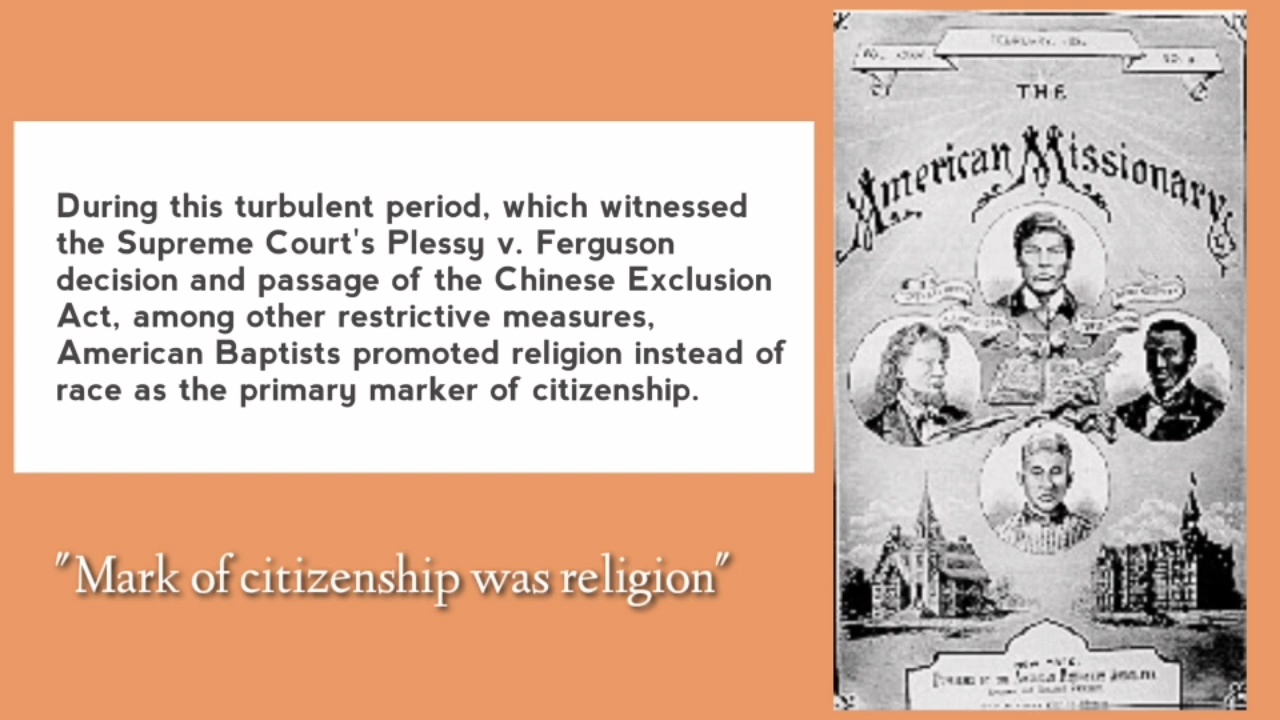 During this turbulent period, which witnessed
the Supreme Court's Plessy v. Ferguson
decision and passage of the Chinese Exclusion
Act, among other restrictive measures,
American Baptists promoted religion instead of
race as the primary marker of citizenship.
"Mark of citizenship was religion"
THE
American Missionary